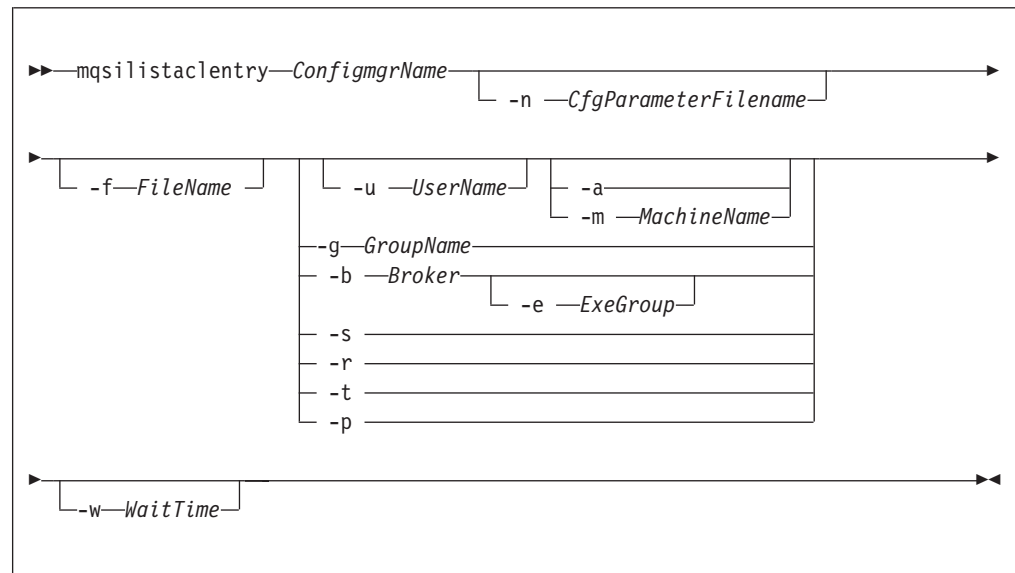 mqsilistaclentry ConfigmgrName
-n CfgParameterFilename
-f FileName
-u UserName
-a
-m MachineName
-g GroupName
-b Broker
-e ExeGroup
-s
-r
-t
-p
-w WaitTime